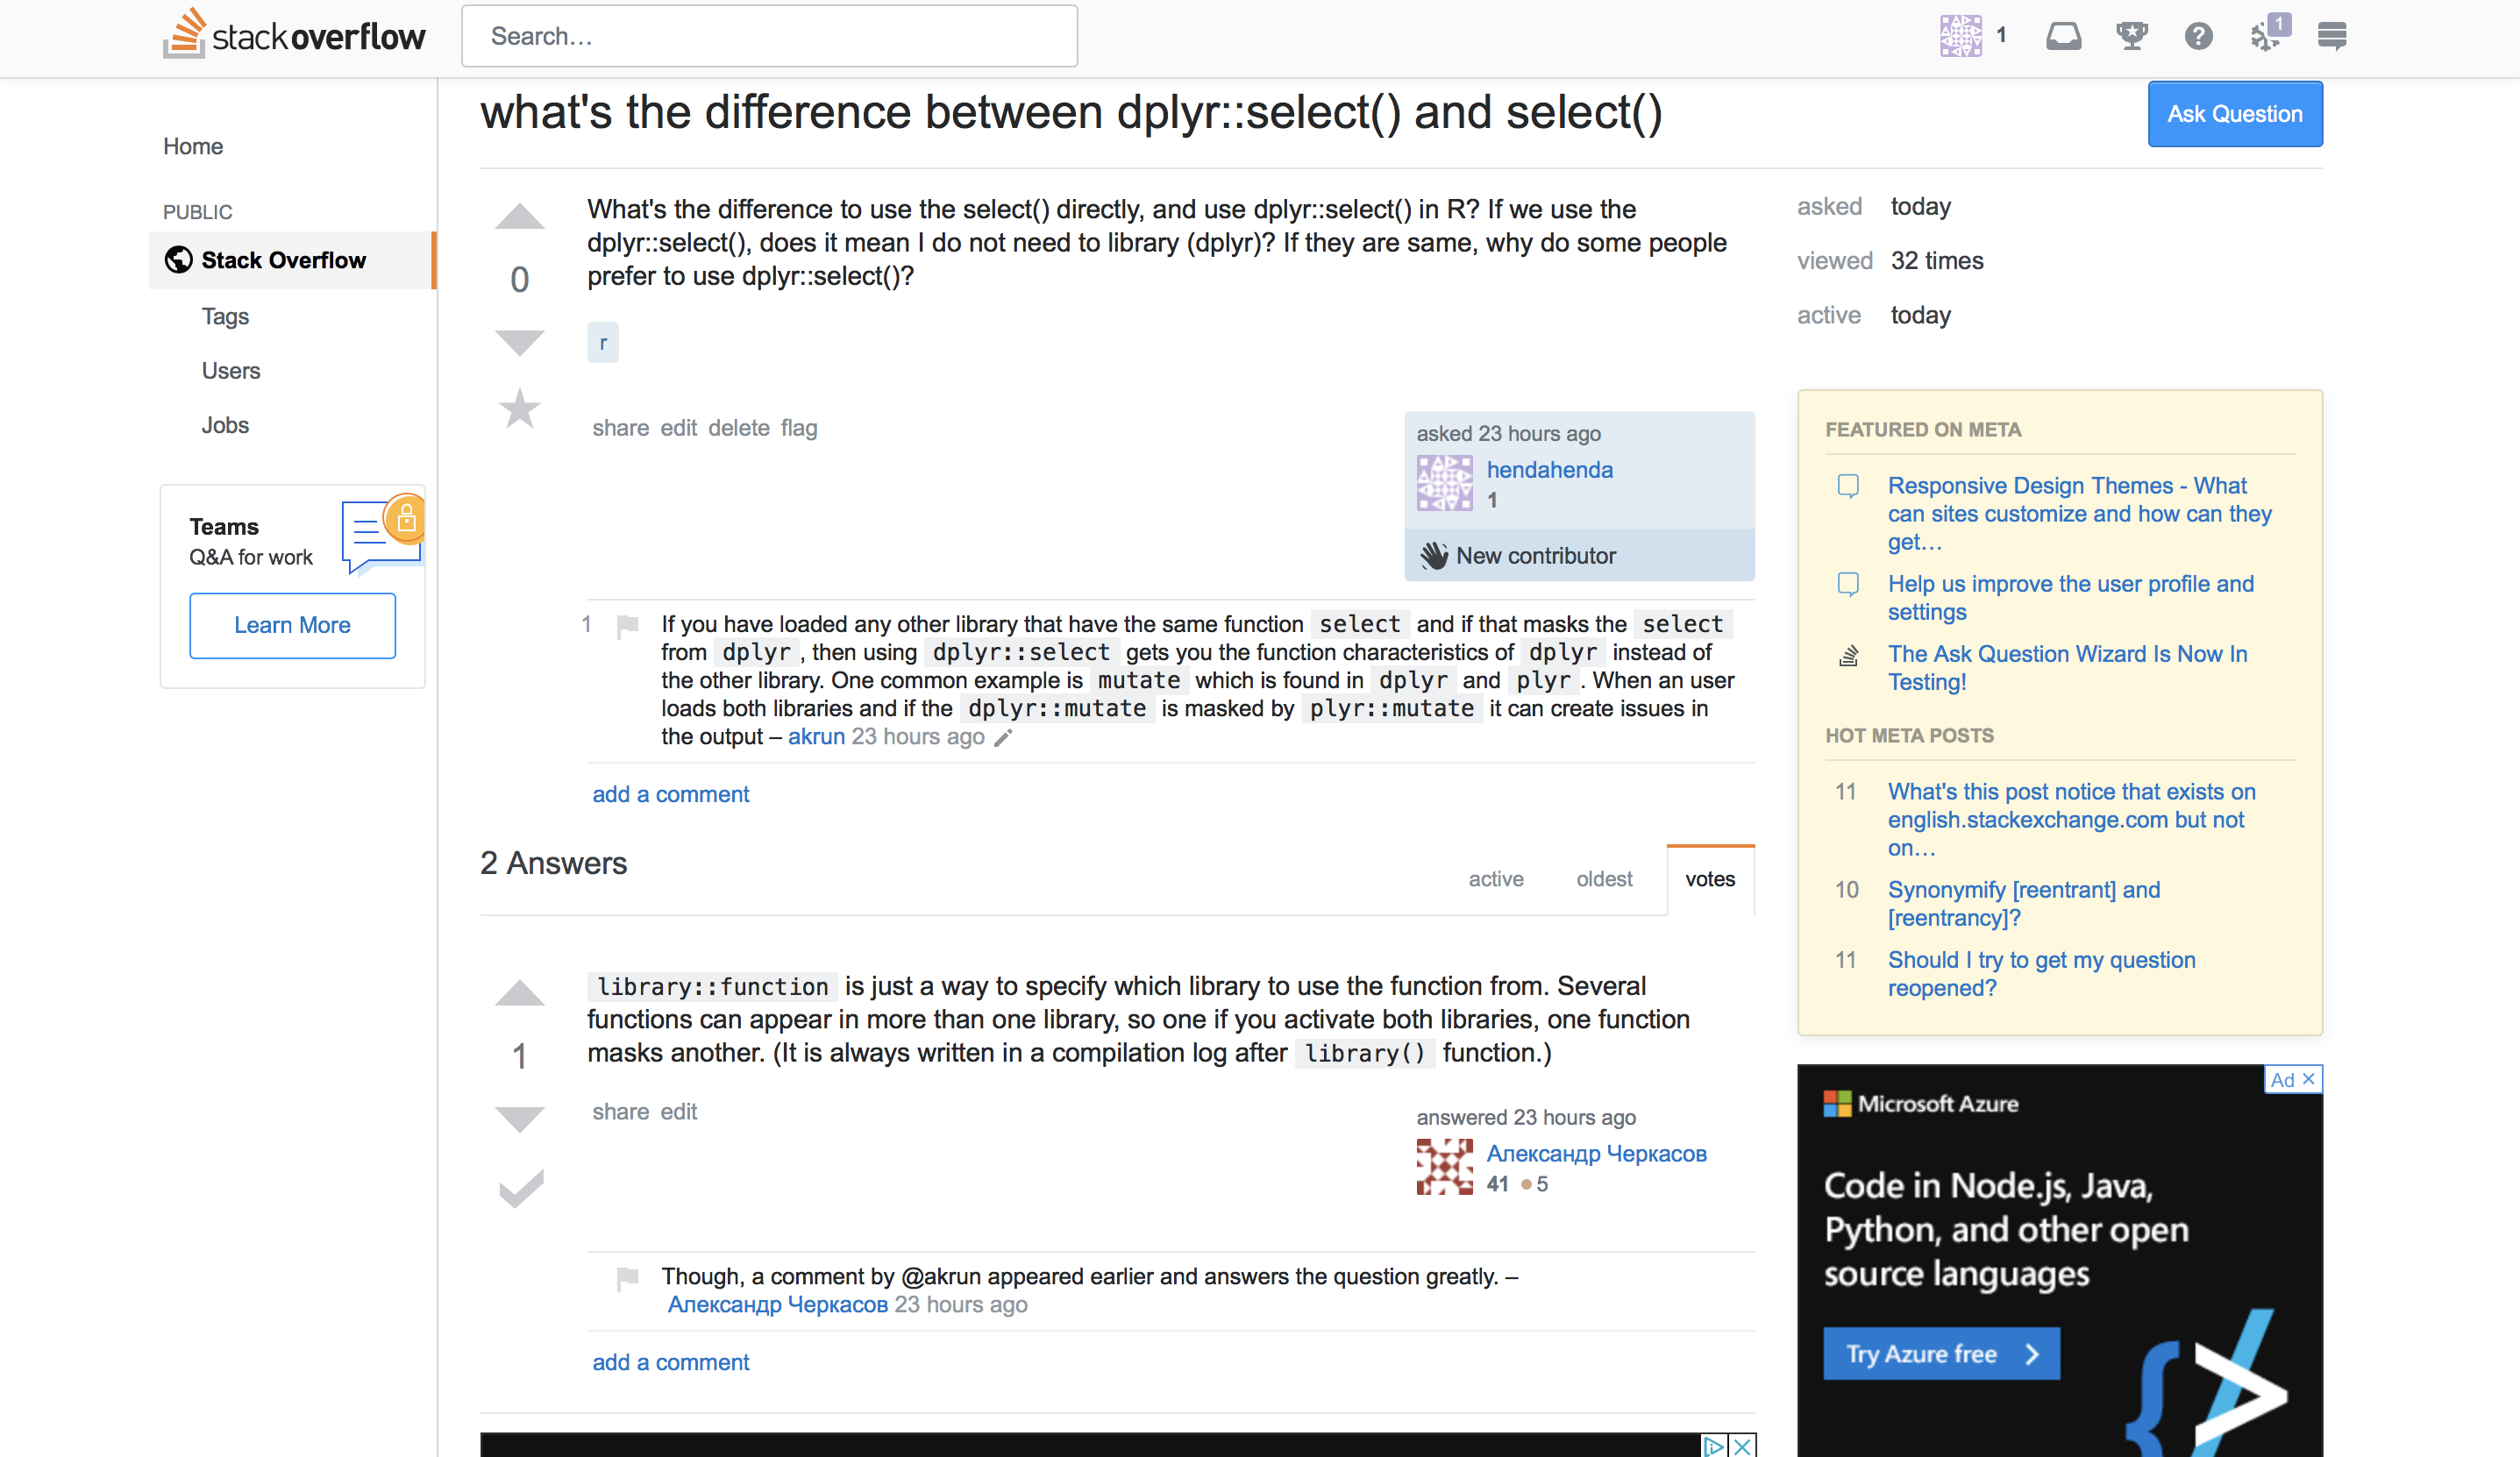 stackoverflow
Search…
1
1
Home
PUBLIC
Stack Overflow
Tags
Users
Jobs
Teams
Q&A for work
Learn More
what's the difference between dplyr::select() and select()
Ask Question
0
What's the difference to use the select() directly, and use dplyr::select() in R? If we use the
dplyr::select(), does it mean I do not need to library (dplyr)? If they are same, why do some people
prefer to use dplyr::select()?
r
share edit delete flag
asked 23 hours ago
hendahenda
1
New contributor
1
If you have loaded any other library that have the same function select and if that masks the select
from dplyr , then using dplyr::select gets you the function characteristics of dplyr instead of
the other library. One common example is mutate which is found in dplyr and plyr . When an user
loads both libraries and if the dplyr::mutate is masked by plyr::mutate it can create issues in
the output – akrun 23 hours ago
add a comment
2 Answers
active oldest votes
1
library::function is just a way to specify which library to use the function from. Several
functions can appear in more than one library, so one if you activate both libraries, one function
masks another. (It is always written in a compilation log after library() function.)
share edit
answered 23 hours ago
Александр Черкасов
41 5
Though, a comment by @akrun appeared earlier and answers the question greatly. –
Александр Черкасов 23 hours ago
add a comment
asked today
viewed 32 times
active today
FEATURED ON META
Responsive Design Themes - What
can sites customize and how can they
get…
Help us improve the user profile and
settings
The Ask Question Wizard Is Now In
Testing!
HOT META POSTS
11 What's this post notice that exists on
english.stackexchange.com but not
on…
10 Synonymify [reentrant] and
[reentrancy]?
11 Should I try to get my question
reopened?
Ad
Microsoft Azure
Code in Node.js, Java,
Python, and other open
source languages
Try Azure free